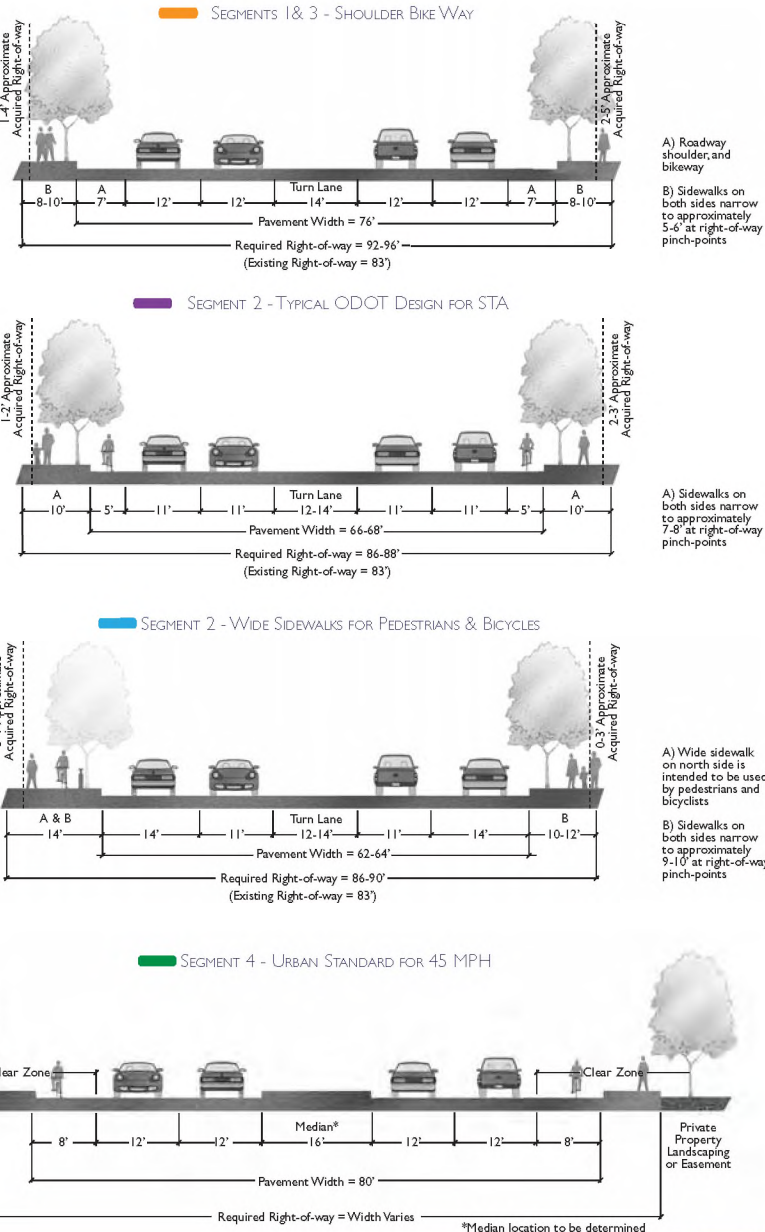 SEGMENTS 1& 3 - SHOULDER BIKE WAY
1-4' Approximate
Acquired Right-of-way
2-5' Approximate
Acquired Right-of-way
B
8-10'
A
7'
12'
12'
Turn Lane
14'
12'
12'
A
7'
B
8-10'
Pavement Width = 76'
Required Right-of-way = 92-96'
(Existing Right-of-way = 83')
A) Roadway
shoulder, and
bikeway
B) Sidewalks on
both sides narrow
to approximately
5-6' at right-of-way
pinch-points
SEGMENT 2 - TYPICAL ODOT DESIGN FOR STA
1-2' Approximate
Acquired Right-of-way
2-3' Approximate
Acquired Right-of-way
A
10'
5'
11'
11'
Turn Lane
12-14'
11'
11'
5'
A
10'
Pavement Width = 66-68'
Required Right-of-way = 86-88'
(Existing Right-of-way = 83')
A) Sidewalks on
both sides narrow
to approximately
7-8' at right-of-way
pinch-points
SEGMENT 2 - WIDE SIDEWALKS FOR PEDESTRIANS & BICYCLES
Acquired Right-of-way
0-3' Approximate
Acquired Right-of-way
A & B
14'
14'
11'
Turn Lane
12-14'
11'
14'
B
10-12'
Pavement Width = 62-64'
Required Right-of-way = 86-90'
(Existing Right-of-way = 83')
A) Wide sidewalk
on north side is
intended to be used
by pedestrians and
bicyclists
B) Sidewalks on
both sides narrow
to approximately
9-10' at right-of-way
pinch-points
SEGMENT 4 - URBAN STANDARD FOR 45 MPH
lear Zone
Clear Zone
8'
12'
12'
Median*
16'
12'
12'
8'
Private
Property
Landscaping
or Easement
Pavement Width = 80'
Required Right-of-way = Width Varies
*Median location to be determined